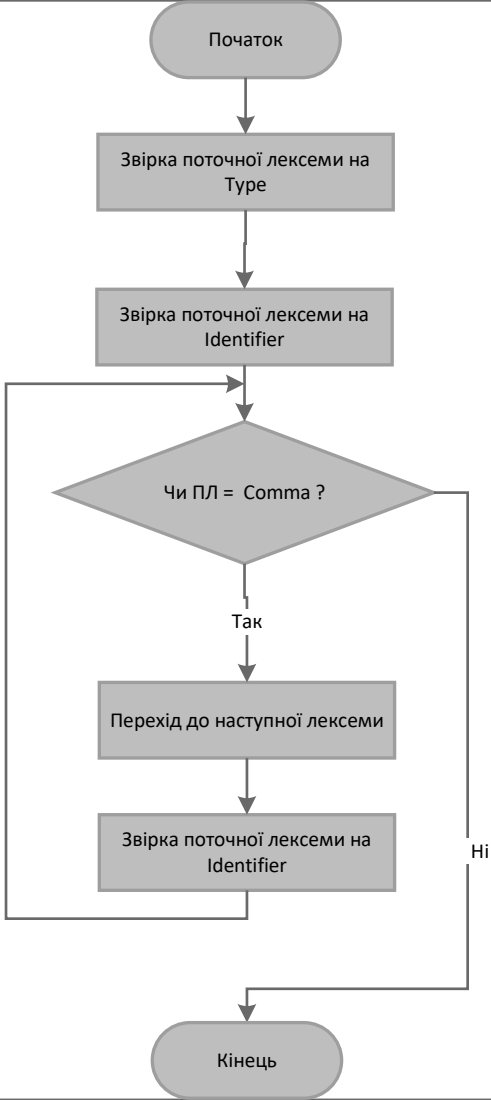 Початок
Звірка поточної лексеми на
Type
Звірка поточної лексеми на
Identifier
Чи ПЛ = Comma ?
Так
Перехід до наступної лексеми
Звірка поточної лексеми на
Identifier
Ні
Кінець